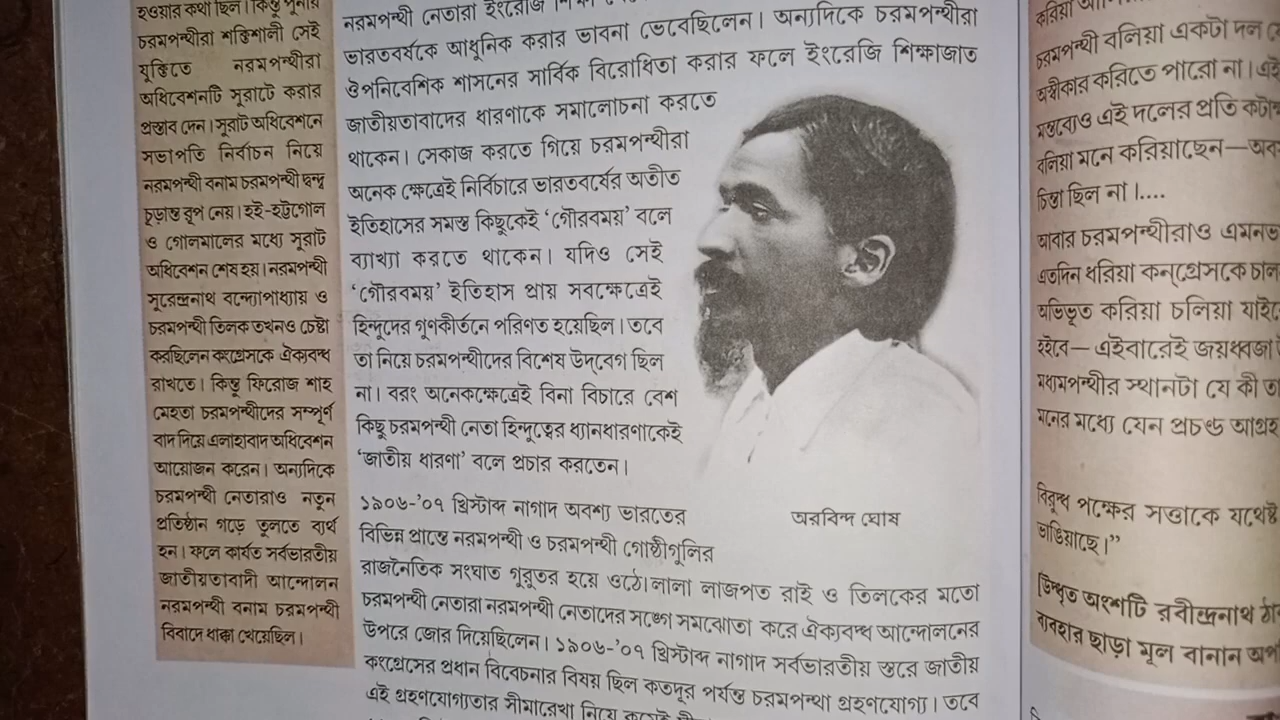 হওয়ার কথা ছিল। কিন্তু পুনায়
চরমপন্থীরা শক্তিশালী সেই
যুক্তিতে নরমপন্থীরা
অধিবেশনটি সুরাটে করার
প্রস্তাব দেন। সুরাট অধিবেশনে
সভাপতি নির্বাচন নিয়ে
নরমপন্থী বনাম চরমপন্থী দ্বন্দ্ব
চূড়ান্ত রূপ নেয়। হই-হট্টগোল
ও গোলমালের মধ্যে সুরাট
অধিবেশন শেষ হয়। নরমপন্থী
সুরেন্দ্রনাথ বন্দ্যোপাধ্যায় ও
চরমপন্থী তিলক তখনও চেষ্টা
করছিলেন কংগ্রেসকে ঐক্যবদ্ধ
রাখতে। কিন্তু ফিরোজ শাহ
মেহতা চরমপন্থীদের সম্পূর্ণ
বাদ দিয়ে এলাহাবাদ অধিবেশন
আয়োজন করেন। অন্যদিকে
চরমপন্থী নেতারাও নতুন
প্রতিষ্ঠান গড়ে তুলতে ব্যর্থ
হন। ফলে কার্যত সর্বভারতীয়
জাতীয়তাবাদী আন্দোলন
নরমপন্থী বনাম চরমপন্থী
বিবাদে ধাক্কা খেয়েছিল।
নরমপন্থী নেতারা ইংরেজি
ভারতবর্ষকে আধুনিক করার ভাবনা ভেবেছিলেন। অন্যদিকে চরমপন্থীরা
ঔপনিবেশিক শাসনের সার্বিক বিরোধিতা করার ফলে ইংরেজি শিক্ষাজাত
জাতীয়তাবাদের ধারণাকে সমালোচনা করতে
থাকেন। সেকাজ করতে গিয়ে চরমপন্থীরা
অনেক ক্ষেত্রেই নির্বিচারে ভারতবর্ষের অতীত
ইতিহাসের সমস্ত কিছুকেই ‘গৌরবময়’ বলে
ব্যাখ্যা করতে থাকেন। যদিও সেই
‘গৌরবময়’ ইতিহাস প্রায় সবক্ষেত্রেই
হিন্দুদের গুণকীর্তনে পরিণত হয়েছিল। তবে
তা নিয়ে চরমপন্থীদের বিশেষ উদ্‌বেগ ছিল
না। বরং অনেকক্ষেত্রেই বিনা বিচারে বেশ
কিছু চরমপন্থী নেতা হিন্দুত্বের ধ্যানধারণাকেই
‘জাতীয় ধারণা’ বলে প্রচার করতেন।
অরবিন্দ ঘোষ
১৯০৬-’০৭ খ্রিস্টাব্দ নাগাদ অবশ্য ভারতের
বিভিন্ন প্রান্তে নরমপন্থী ও চরমপন্থী গোষ্ঠীগুলির
রাজনৈতিক সংঘাত গুরুতর হয়ে ওঠে। লালা লাজপত রাই ও তিলকের মতো
চরমপন্থী নেতারা নরমপন্থী নেতাদের সঙ্গে সমঝোতা করে ঐক্যবদ্ধ আন্দোলনের
উপরে জোর দিয়েছিলেন। ১৯০৬-’০৭ খ্রিস্টাব্দ নাগাদ সর্বভারতীয় স্তরে জাতীয়
কংগ্রেসের প্রধান বিবেচনার বিষয় ছিল কতদূর পর্যন্ত চরমপন্থা গ্রহণযোগ্য। তবে
এই গ্রহণযোগ্যতার সীমারেখা নিয়ে
করিয়া
চরমপন্থী বলিয়া একটা দল
অস্বীকার করিতে পারো না। এই
মন্তব্যেও এই দলের প্রতি
বলিয়া মনে করিয়াছেন—
চিন্তা ছিল না।....
আবার চরমপন্থীরাও
এতদিন ধরিয়া কন্‌গ্রেসকে
অভিভূত করিয়া চলিয়া
হইবে— এইবারেই জয়ধ্বজা
মধ্যমপন্থীর স্থানটা যে কী
মনের মধ্যে যেন প্রচণ্ড আগ্রহ
বিরুদ্ধ পক্ষের সত্তাকে যথেষ্ট
[উদ্ধৃত অংশটি রবীন্দ্রনাথ
ব্যবহার ছাড়া মূল বানান